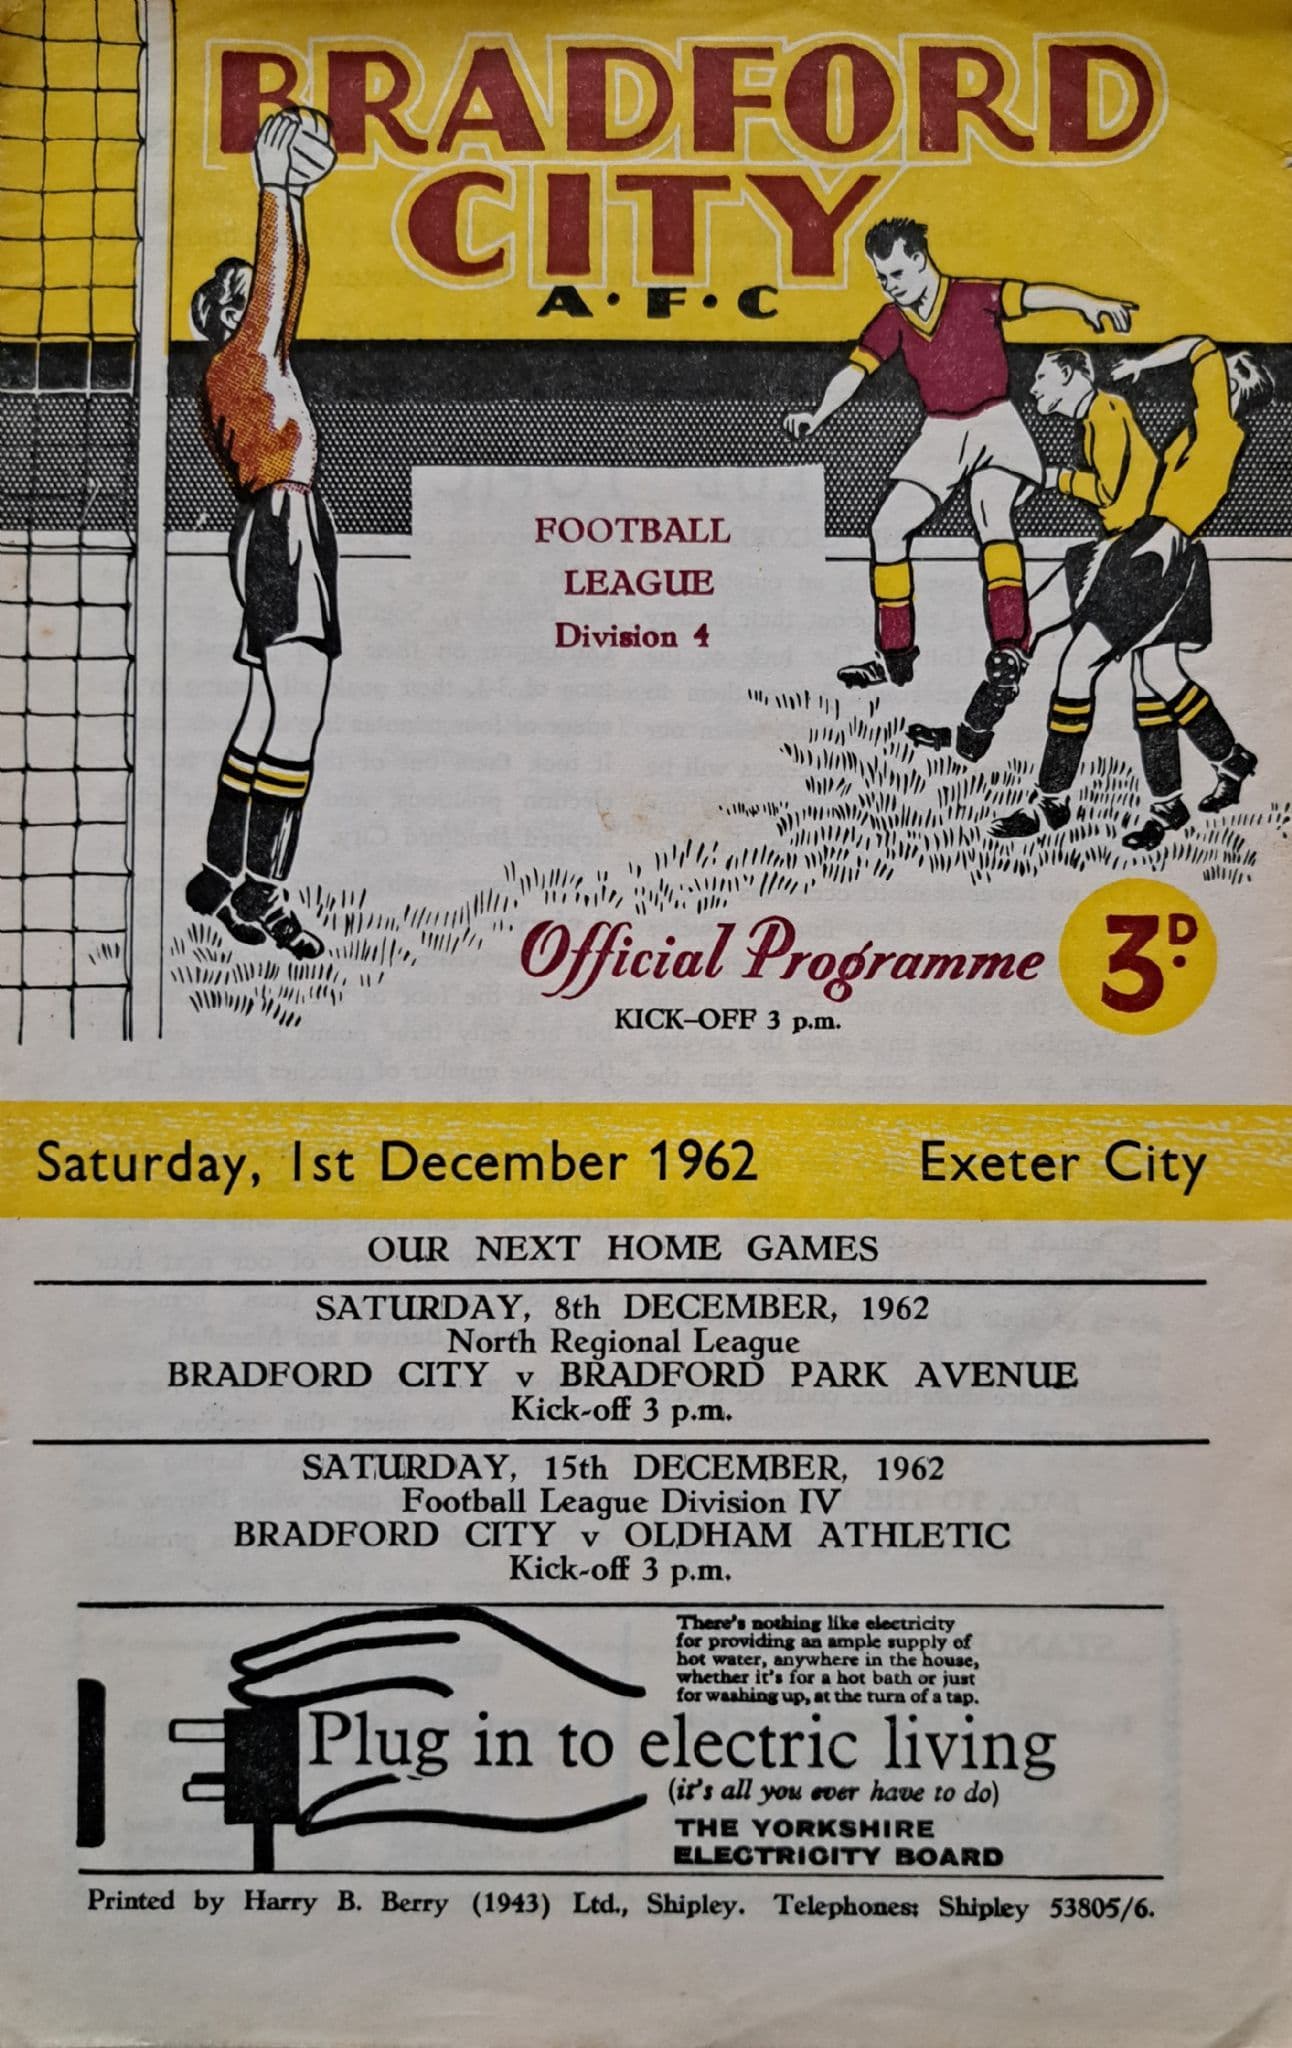 BRADFORD
CITY
A·F·C
FOOTBALL
LEAGUE
Division 4
Official Programme
3D.
KICK-OFF 3 p.m.
Saturday, 1st December 1962 Exeter City
OUR NEXT HOME GAMES
SATURDAY, 8th DECEMBER, 1962
North Regional League
BRADFORD CITY v BRADFORD PARK AVENUE
Kick-off 3 p.m.
SATURDAY, 15th DECEMBER, 1962
Football League Division IV
BRADFORD CITY v OLDHAM ATHLETIC
Kick-off 3 p.m.
There's nothing like electricity
for providing an ample supply of
hot water, anywhere in the house,
whether it's for a hot bath or just
for washing up, at the turn of a tap.
Plug in to electric living
(it's all you ever have to do)
THE YORKSHIRE
ELECTRICITY BOARD
Printed by Harry B. Berry (1943) Ltd., Shipley. Telephones: Shipley 53805/6.